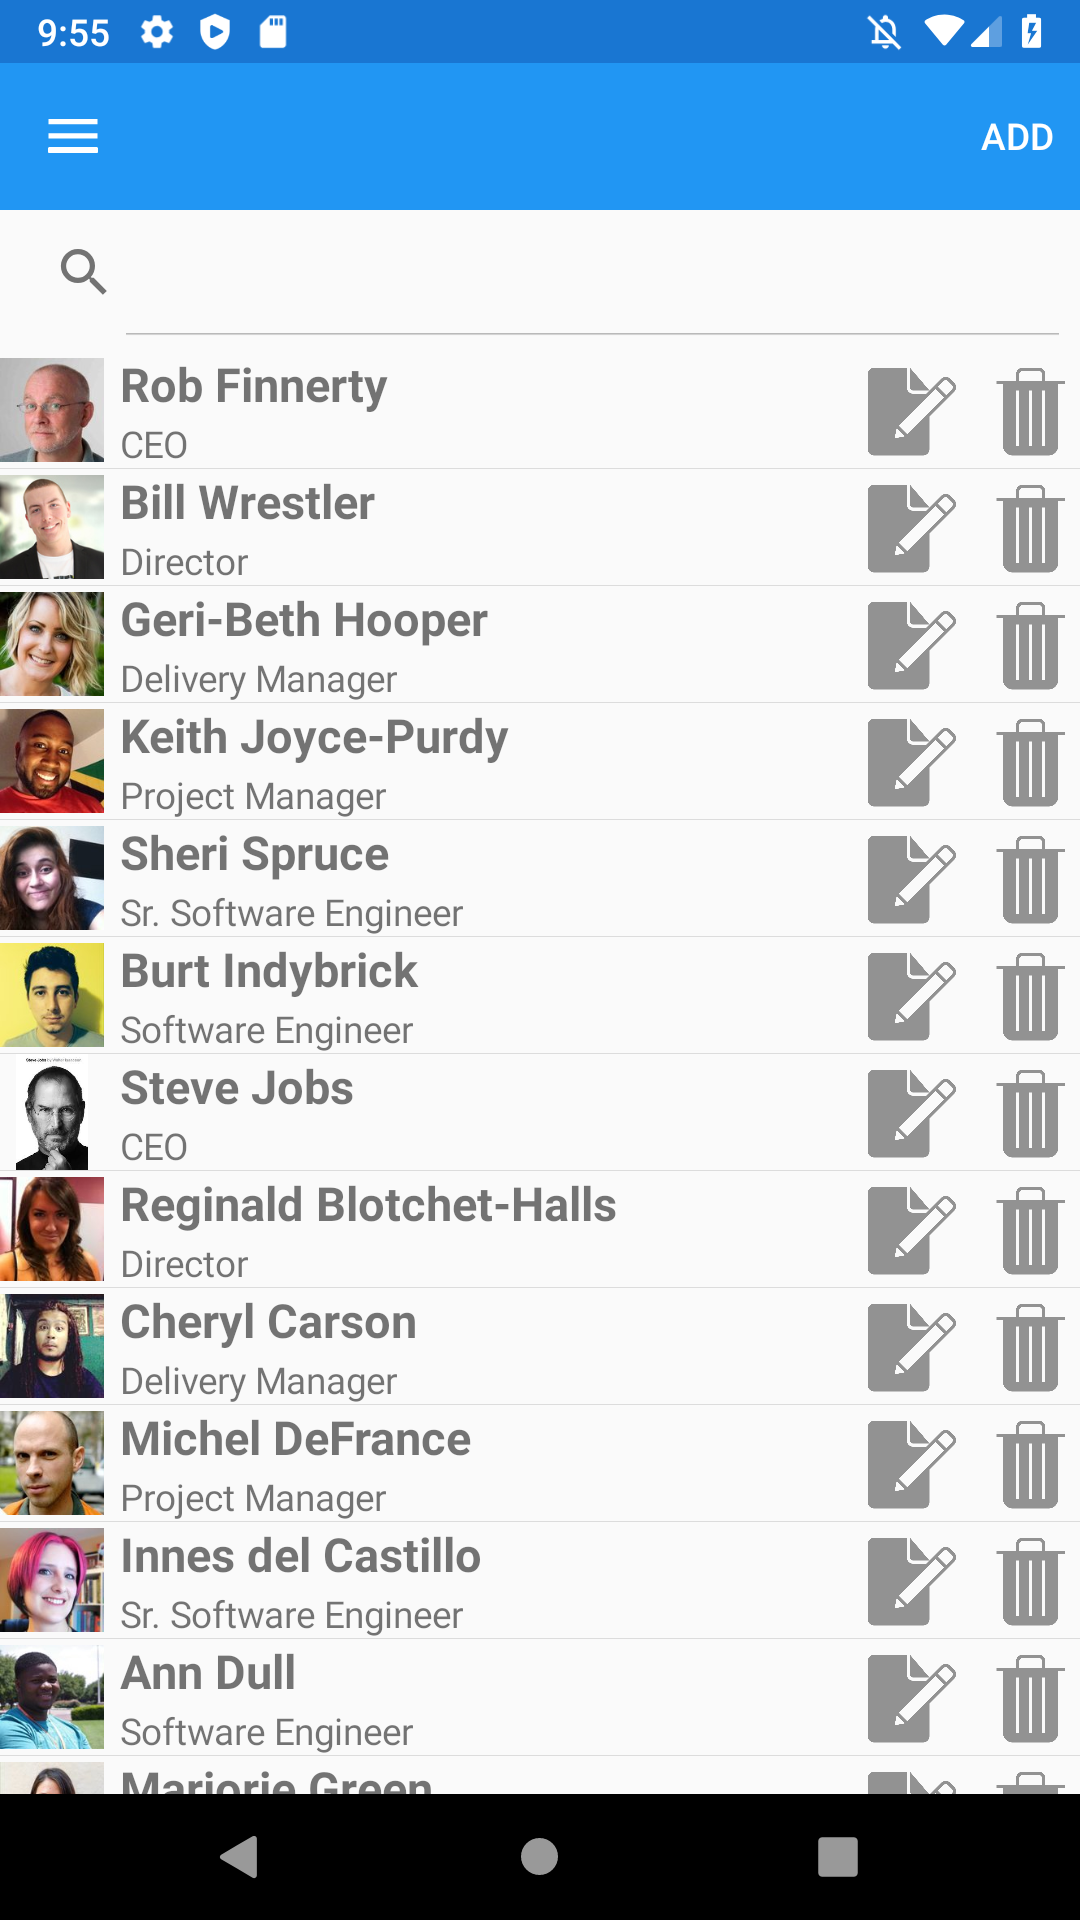 9:55
ADD
Rob Finnerty
CEO
Bill Wrestler
Director
Geri-Beth Hooper
Delivery Manager
Keith Joyce-Purdy
Project Manager
Sheri Spruce
Sr. Software Engineer
Burt Indybrick
Software Engineer
Steve Jobs
CEO
Reginald Blotchet-Halls
Director
Cheryl Carson
Delivery Manager
Michel DeFrance
Project Manager
Innes del Castillo
Sr. Software Engineer
Ann Dull
Software Engineer
Marjorie Green